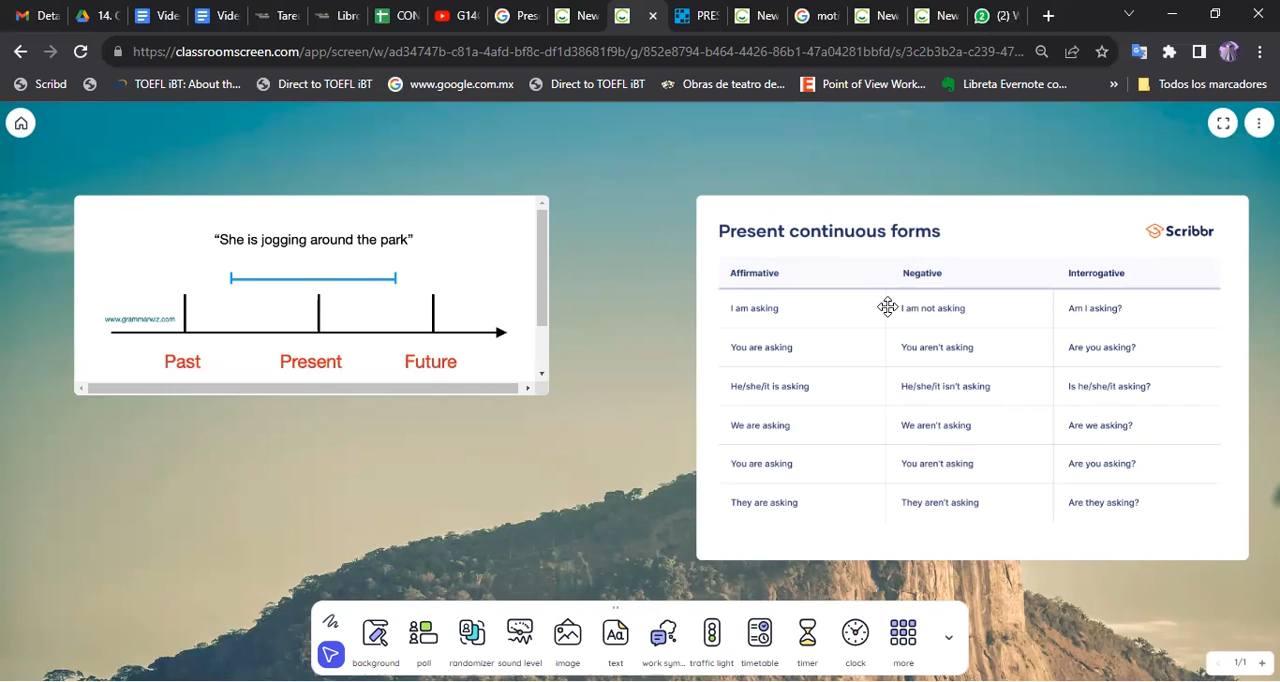 Deta
14. C
Vide
Vide
Tare
Libre
CON
G14
Pres
New
PRES
New
moti
New
New
(2) W
https://classroomscreen.com/app/screen/w/ad34747b-c81a-4afd-bf8c-df1d38681f9b/g/852e8794-b464-4426-86b1-47a04281bbfd/s/3c2b3b2a-c239-47...
Scribd
TOEFL iBT: About th...
Direct to TOEFL iBT
www.google.com.mx
Direct to TOEFL iBT
Obras de teatro de...
Point of View Work...
Libreta Evernote co...
»
Todos los marcadores
“She is jogging around the park”
www.grammarwiz.com
Past Present Future
Present continuous forms
Scribbr
Affirmative Negative Interrogative
I am asking I am not asking Am I asking?
You are asking You aren't asking Are you asking?
He/she/it is asking He/she/it isn't asking Is he/she/it asking?
We are asking We aren't asking Are we asking?
You are asking You aren't asking Are you asking?
They are asking They aren't asking Are they asking?
Aa
background poll randomizer sound level image text work sym... traffic light timetable timer clock more
1/1